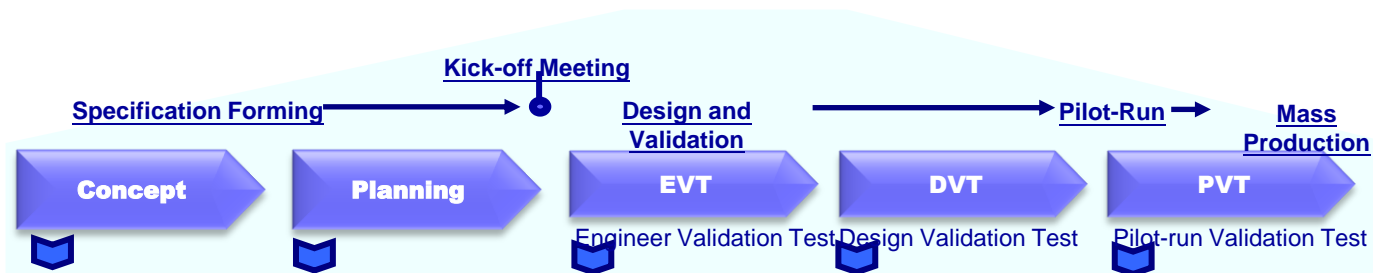 Kick-off Meeting
Specification Forming
Design and
Validation
Pilot-Run
Mass
Production
Concept
Planning
EVT
DVT
PVT
Engineer Validation Test
Design Validation Test
Pilot-run Validation Test